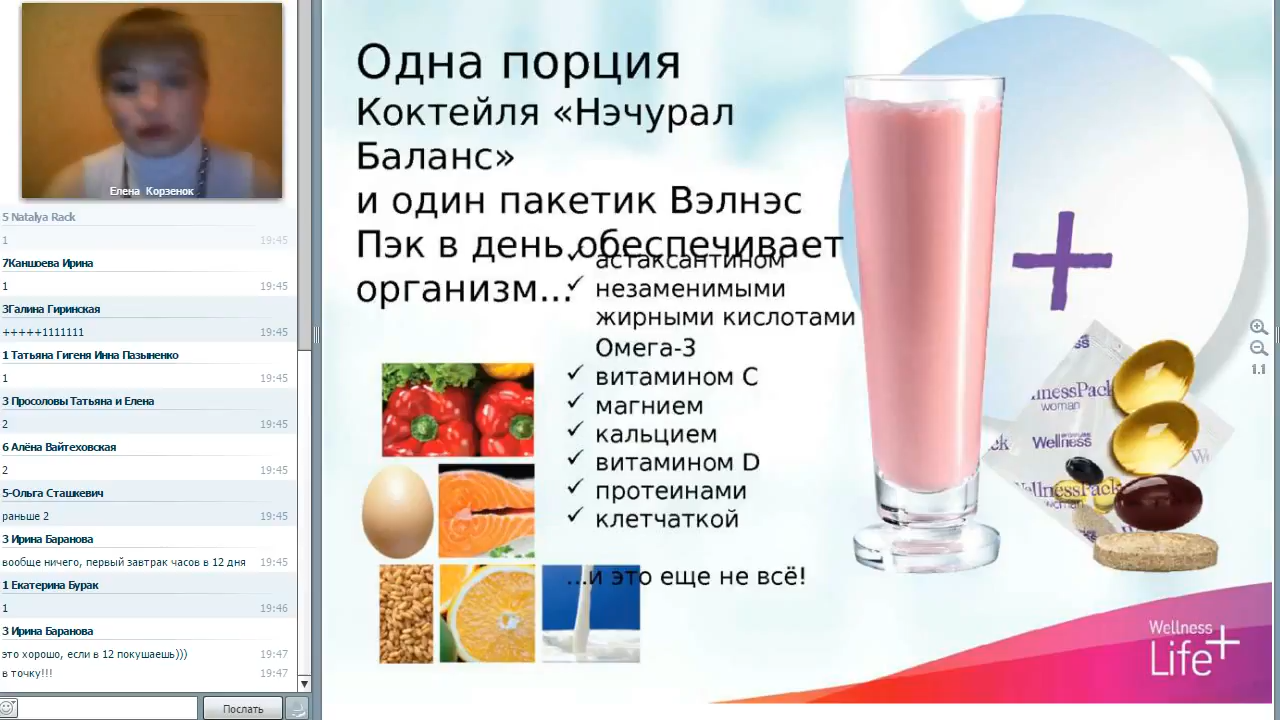 Елена Корзенок
5 Natalya Rack
1
19:45
7Каншоева Ирина
1
19:45
3Галина Гиринская
+++++1111111
19:45
1 Татьяна Гигеня Инна Пазыненко
1
19:45
3 Просоловы Татьяна и Елена
2
19:45
6 Алёна Вайтеховская
2
19:45
5-Ольга Сташкевич
раньше 2
19:45
3 Ирина Баранова
вообще ничего, первый завтрак в 12 дня
19:45
1 Екатерина Бурак
1
19:46
3 Ирина Баранова
это хорошо, если в 12 покушаешь)))
19:47
в точку!!!
19:47
Послать
Одна порция
Коктейля «Нэчурал
Баланс»
и один пакетик Вэлнэс
Пэк в день обеспечивает
организм...
астаксантином
незаменимыми
жирными кислотами
Омега-3
витамином С
магнием
кальцием
витамином D
протеинами
клетчаткой
...и это еще не всё!
llnessPack
woman
Wellness
WellnessPack
woman
Wellness
Life+
1.1